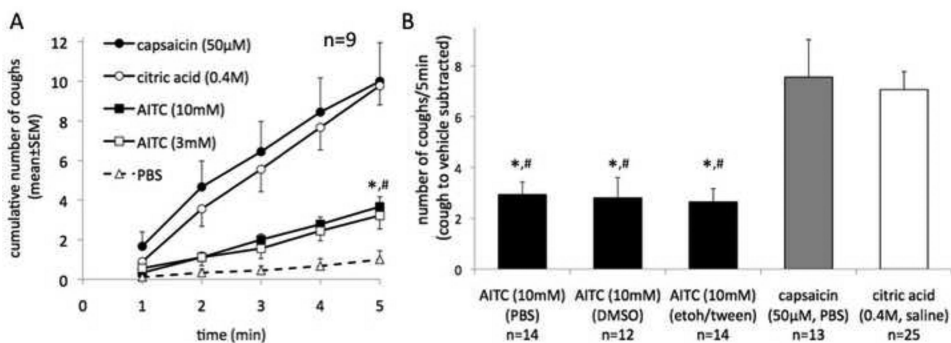 A
cumulative number of coughs
(mean±SEM)
12
10
8
6
4
2
0
capsaicin (50μM)
citric acid (0.4M)
AITC (10mM)
AITC (3mM)
PBS
n=9
*,#
0 1 2 3 4 5
time (min)
B
number of coughs/5min
(cough to vehicle subtracted)
8
6
4
2
0
*,# *,# *,#
AITC (10mM) AITC (10mM) AITC (10mM) capsaicin citric acid
(PBS) (DMSO) (etoh/tween) (50μM, PBS) (0.4M, saline)
n=14 n=12 n=14 n=13 n=25